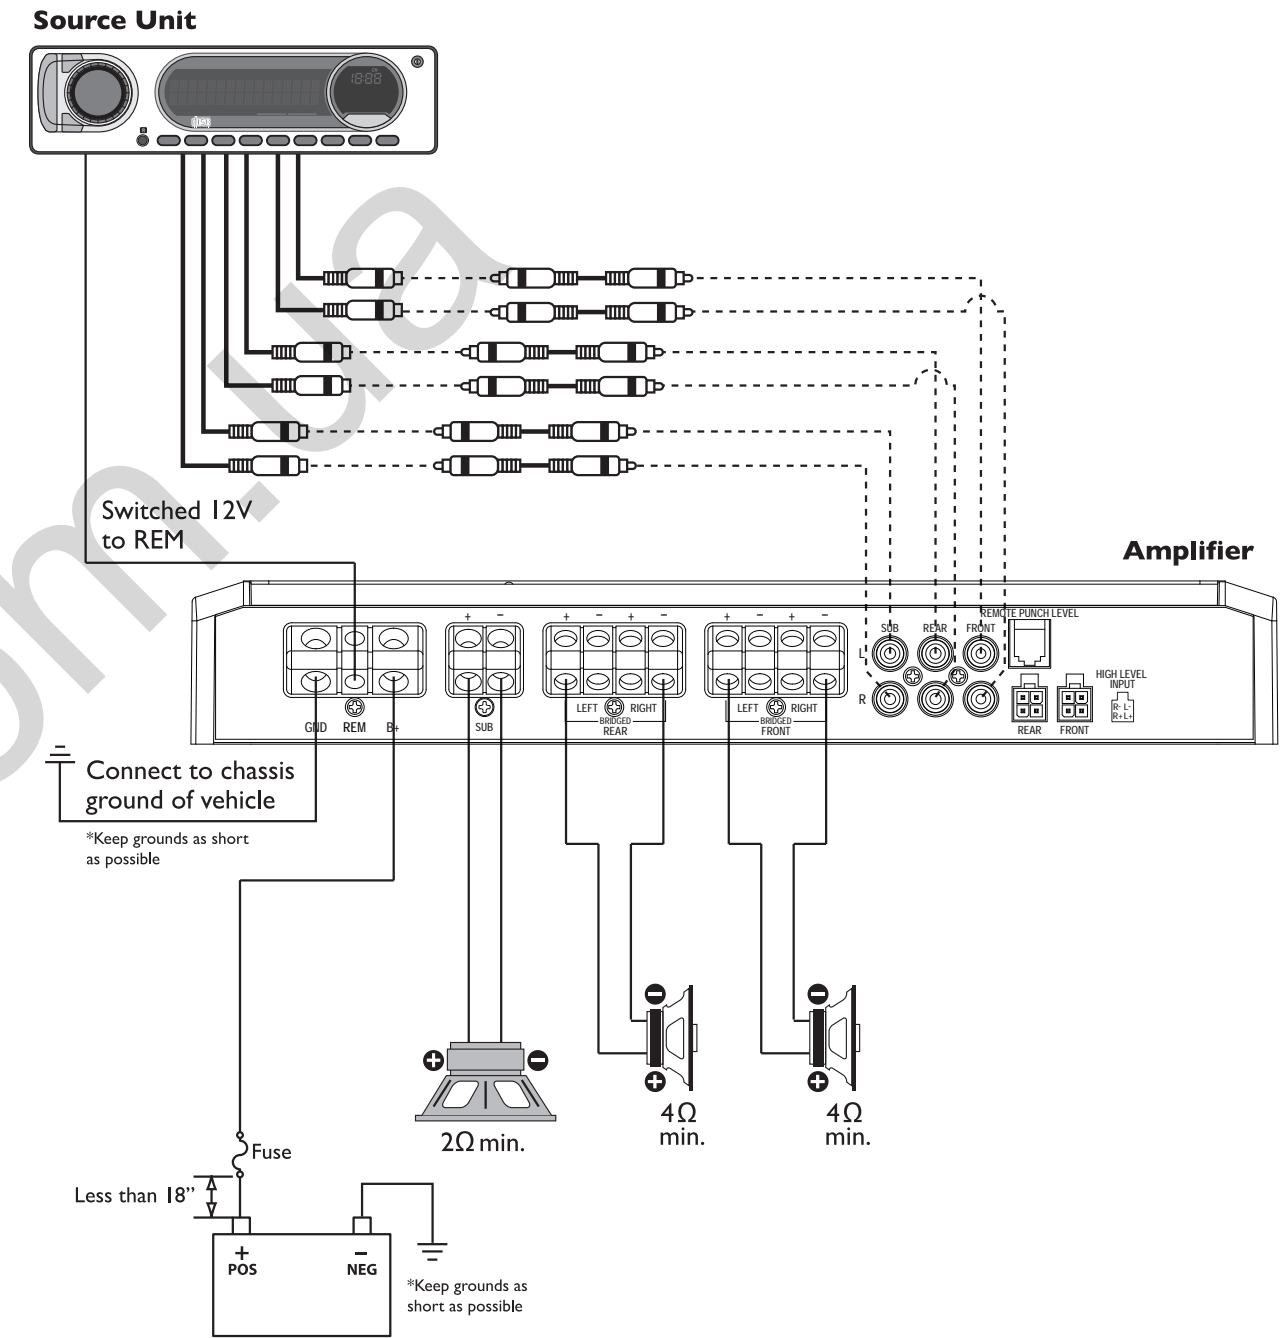 Source Unit
18:88
disc
Switched 12V
to REM
Amplifier
+ − + − + − + − + −
REMOTE PUNCH LEVEL
SUB REAR FRONT
L
HIGH LEVEL
INPUT
R
R- L-
R+L+
LEFT RIGHT
BRIDGED
REAR
LEFT RIGHT
BRIDGED
FRONT
GND REM B+
SUB
REAR FRONT
Connect to chassis
ground of vehicle
*Keep grounds as short
as possible
− −
+ −
+ +
2Ω min.
4Ω
min.
4Ω
min.
Fuse
Less than 18”
+ −
POS NEG
*Keep grounds as
short as possible
om.ua